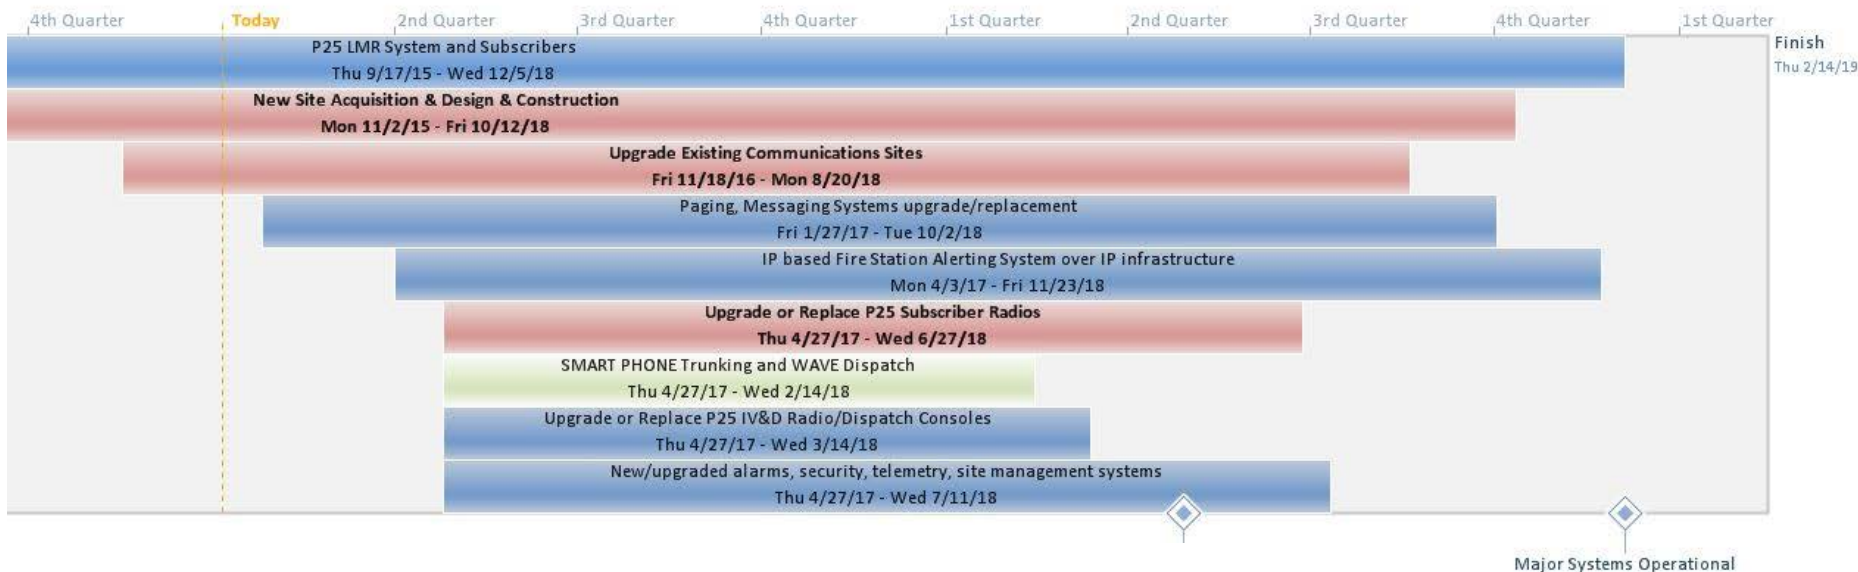 4th Quarter Today 2nd Quarter 3rd Quarter 4th Quarter 1st Quarter 2nd Quarter 3rd Quarter 4th Quarter 1st Quarter
P25 LMR System and Subscribers
Thu 9/17/15 - Wed 12/5/18
Finish
Thu 2/14/19
New Site Acquisition & Design & Construction
Mon 11/2/15 - Fri 10/12/18
Upgrade Existing Communications Sites
Fri 11/18/16 - Mon 8/20/18
Paging, Messaging Systems upgrade/replacement
Fri 1/27/17 - Tue 10/2/18
IP based Fire Station Alerting System over IP infrastructure
Mon 4/3/17 - Fri 11/23/18
Upgrade or Replace P25 Subscriber Radios
Thu 4/27/17 - Wed 6/27/18
SMART PHONE Trunking and WAVE Dispatch
Thu 4/27/17 - Wed 2/14/18
Upgrade or Replace P25 IV&D Radio/Dispatch Consoles
Thu 4/27/17 - Wed 3/14/18
New/upgraded alarms, security, telemetry, site management systems
Thu 4/27/17 - Wed 7/11/18
Major Systems Operational